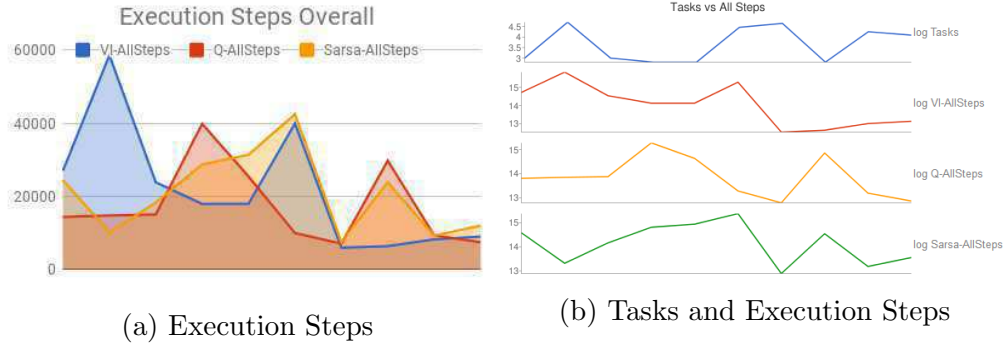 Execution Steps Overall
VI-AllSteps Q-AllSteps Sarsa-AllSteps
60000
40000
20000
0
(a) Execution Steps
Tasks vs All Steps
4.5
3.5
3
log Tasks
15
14
13
log VI-AllSteps
15
14
13
log Q-AllSteps
15
14
13
log Sarsa-AllSteps
(b) Tasks and Execution Steps